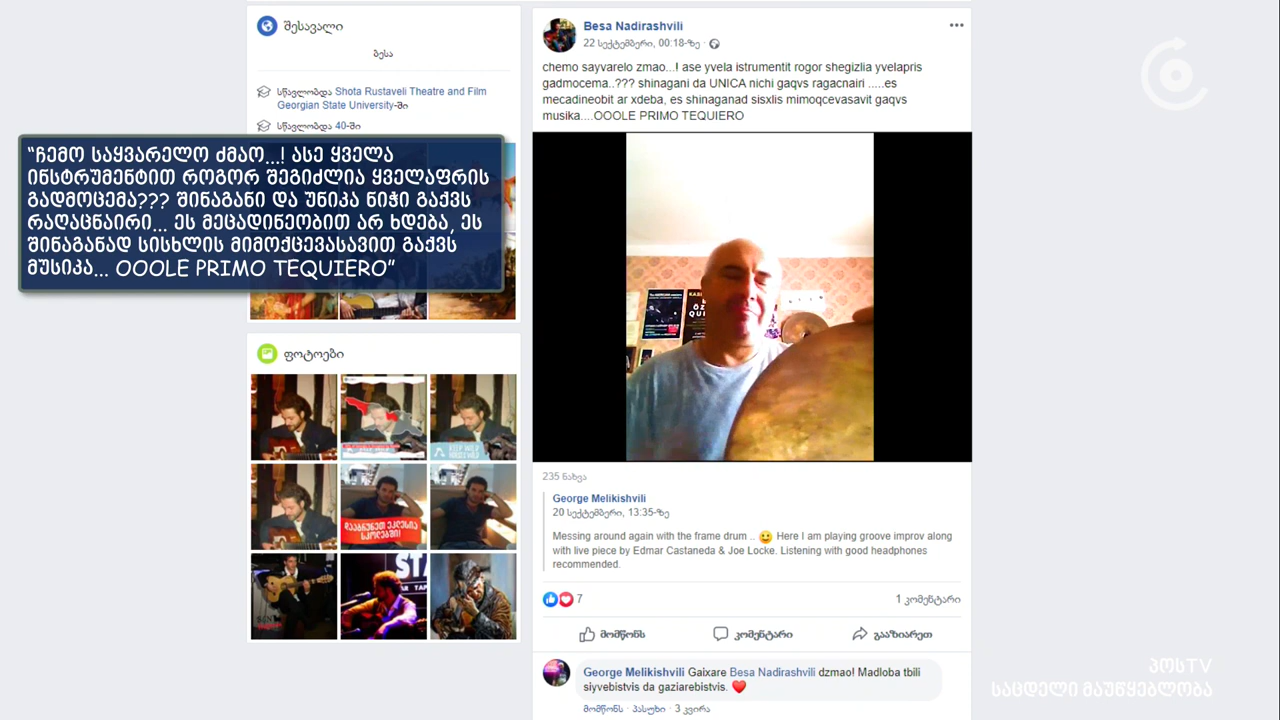 შესავალი
ბესა
სწავლობდა Shota Rustaveli Theatre and Film
Georgian State University-ში
სწავლობდა 40-ში
“ჩემო საყვარელო ძმაო...! ასე ყველა
ინსტრუმენტით როგორ შეგიძლია ყველაფრის
გადმოცემა??? შინაგანი და უნიკა ნიჭი გაქვს
რაღაცნაირი... ეს მეცადინეობით არ ხდება, ეს
შინაგანად სისხლის მიმოქცევასავით გაქვს
მუსიკა... OOOLE PRIMO TEQUIERO”
ფოტოები
დააბრუნეთ ეკლესია
სკოლებში!
Besa Nadirashvili
22 სექტემბერი, 00:18-ზე
chemo sayvarelo zmao...! ase yvela istrumentit rogor shegizlia yvelapris
gadmocema..??? shinagani da UNICA nichi gaqvs ragacnairi .....es
mecadineobit ar xdeba, es shinaganad sisxlis mimoqcevasavit gaqvs
musika....OOOLE PRIMO TEQUIERO
235 ნახვა
George Melikishvili
20 სექტემბერი, 13:35-ზე
Messing around again with the frame drum .. 😀 Here I am playing groove improv along
with live piece by Edmar Castaneda & Joe Locke. Listening with good headphones
recommended.
7
1 კომენტარი
მომწონს
კომენტარი
გააზიარეთ
George Melikishvili Gaixare Besa Nadirashvili dzmao! Madloba tbili
siyvebistvis da gaziarebistvis. ❤️
მომწონს · პასუხი · 3 კვირა
პოსTV
საცდელი მაუწყებლობა